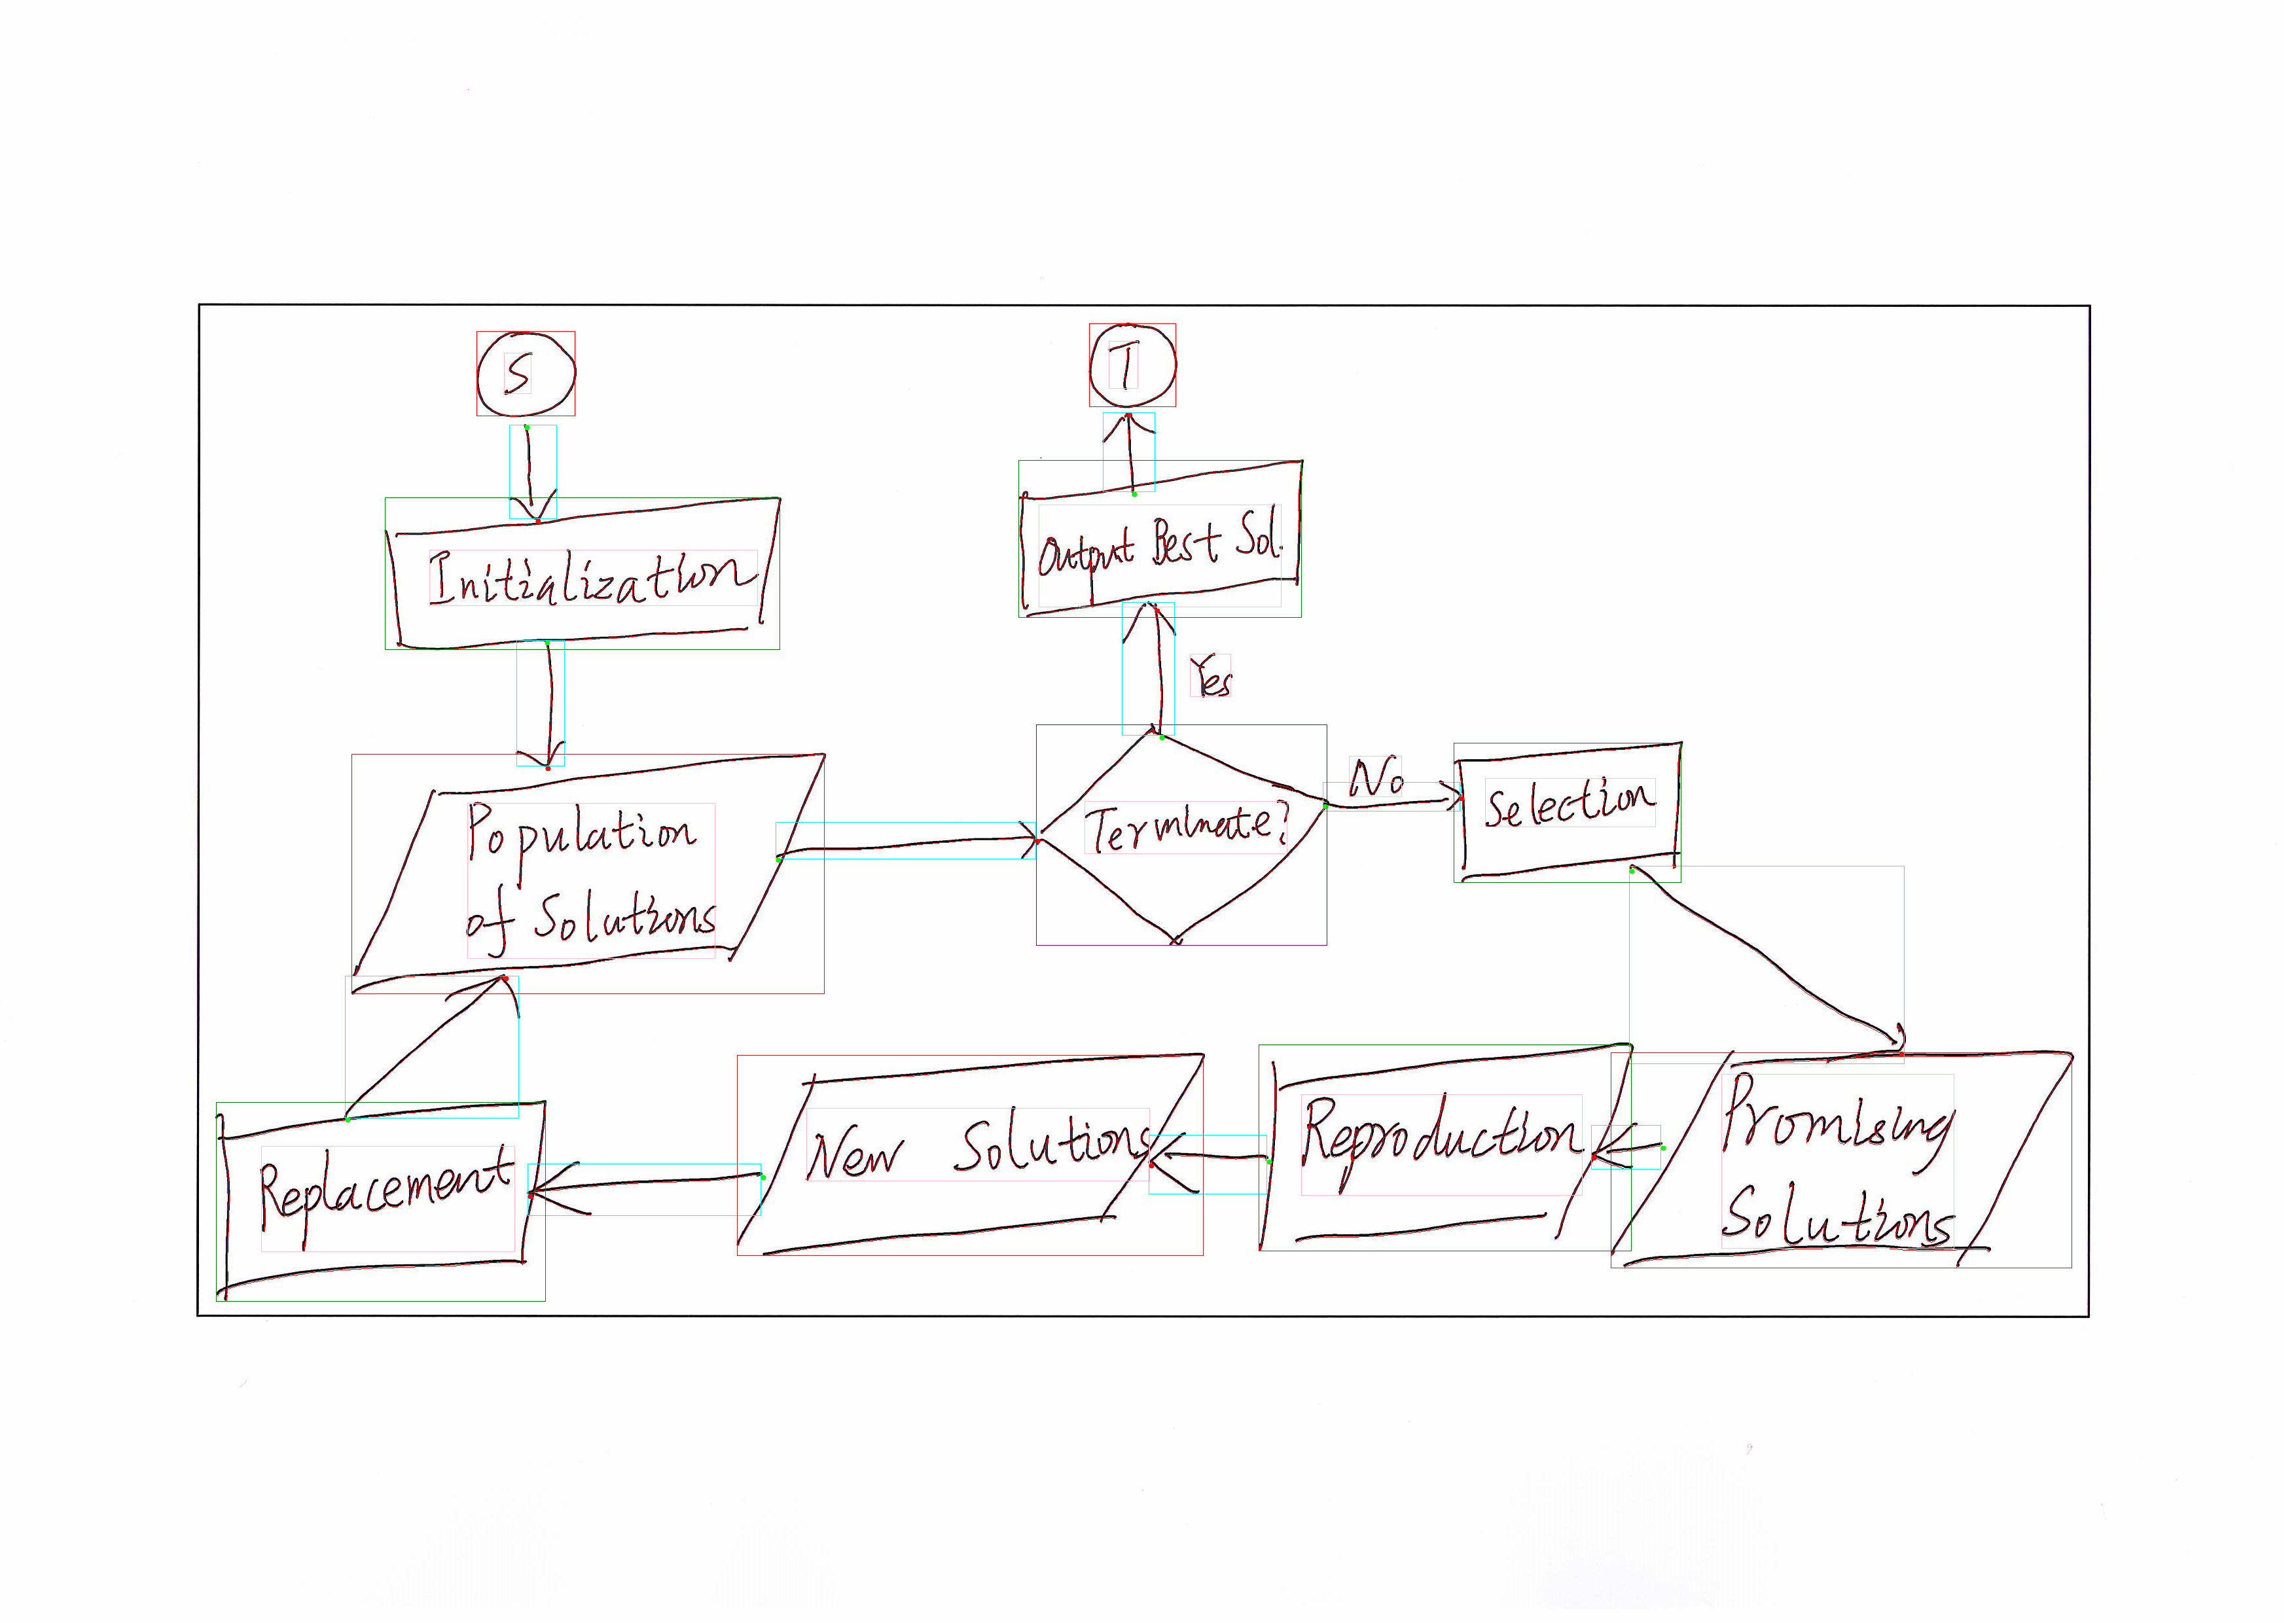 S
T
Initialization
Output Best Sol.
Yes
Population
of Solutions
Terminate?
No
Selection
Replacement
New Solutions
Reproduction
Promising
Solutions